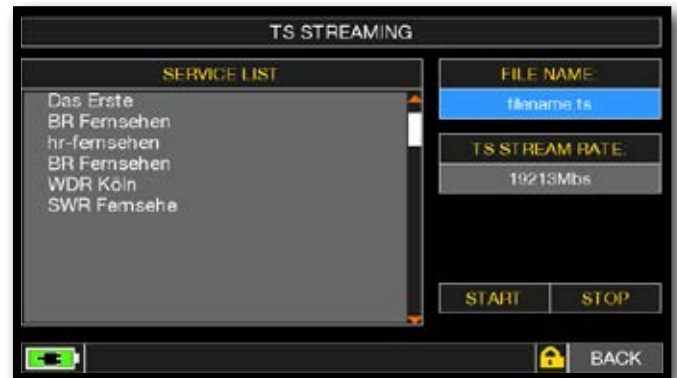 TS STREAMING
SERVICE LIST
Das Erste
BR Fernsehen
hr-fernsehen
BR Fernsehen
WDR Köln
SWR Fernsehe
FILE NAME:
filename.ts
TS STREAM RATE:
19213Mbs
START
STOP
BACK